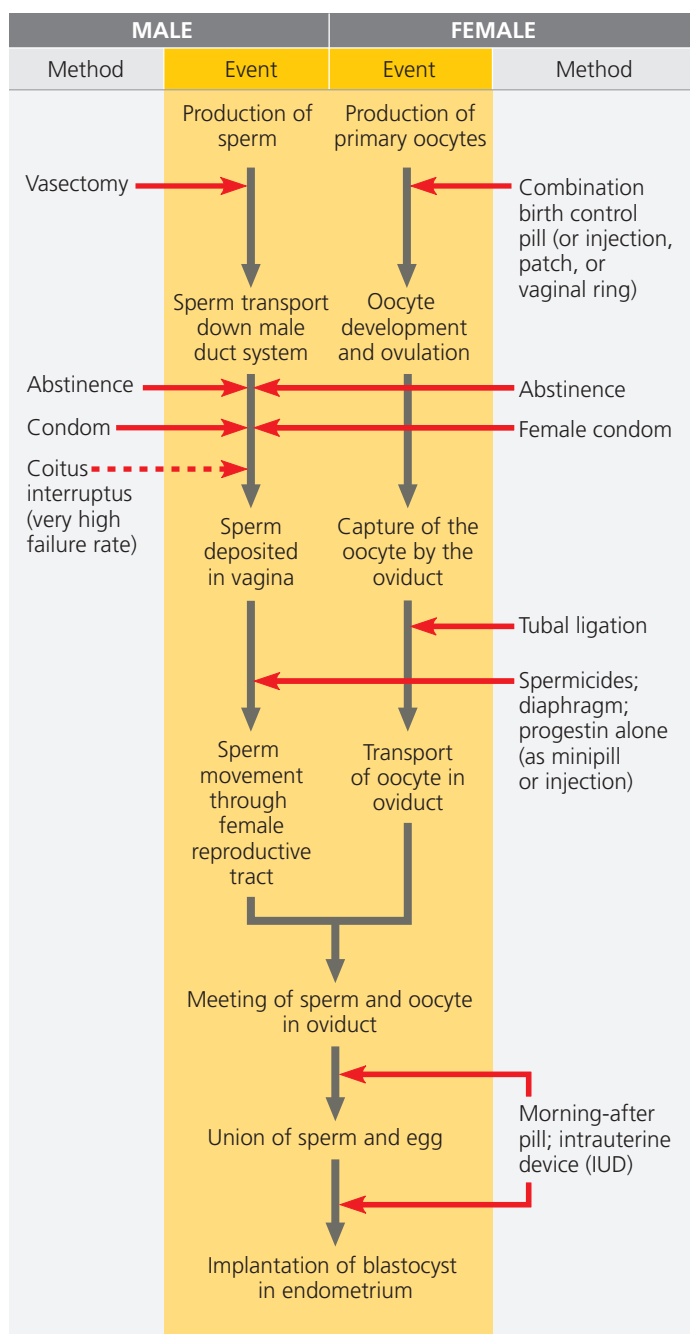 MALE
FEMALE
Method
Event
Event
Method
Production of
sperm
Production of
primary oocytes
Vasectomy
Combination
birth control
pill (or injection,
patch, or
vaginal ring)
Sperm transport
down male
duct system
Oocyte
development
and ovulation
Abstinence
Abstinence
Condom
Female condom
Coitus
interruptus
(very high
failure rate)
Sperm
deposited
in vagina
Capture of the
oocyte by the
oviduct
Tubal ligation
Spermicides;
diaphragm;
progestin alone
(as minipill
or injection)
Sperm
movement
through
female
reproductive
tract
Transport
of oocyte in
oviduct
Meeting of sperm and oocyte
in oviduct
Morning-after
pill; intrauterine
device (IUD)
Union of sperm and egg
Implantation of blastocyst
in endometrium